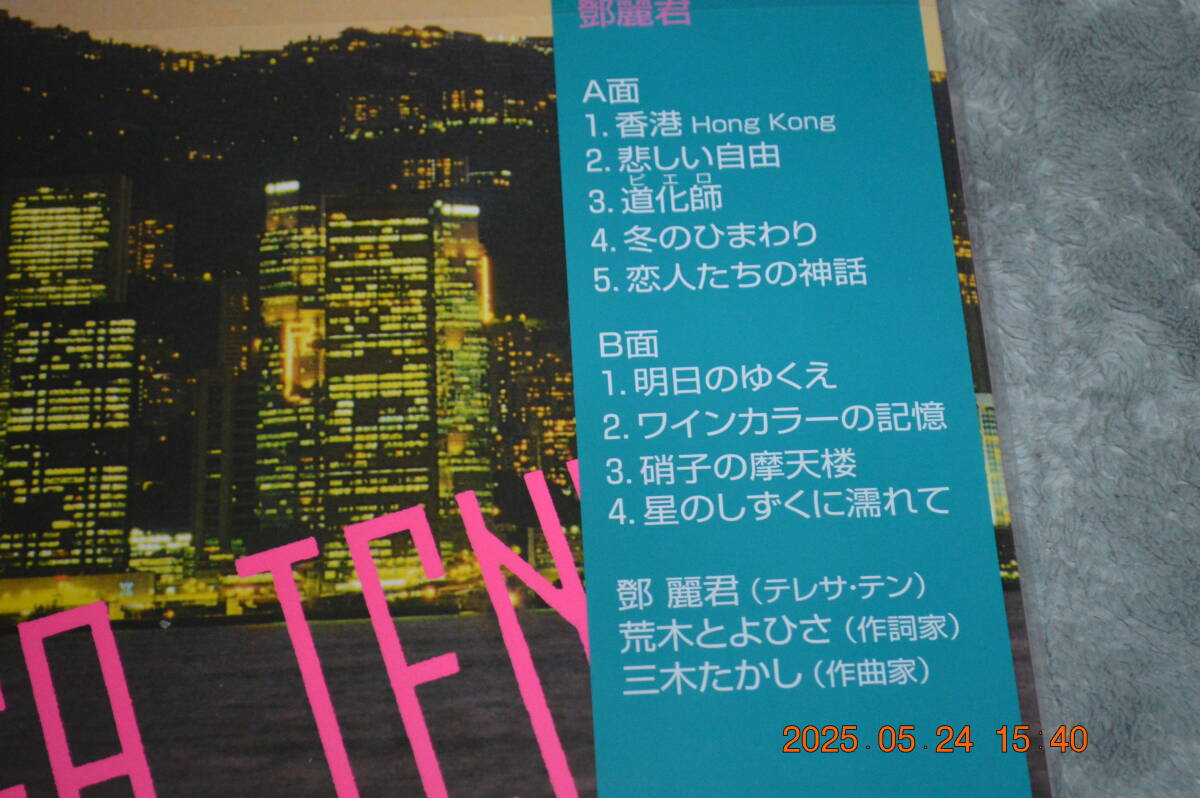 鄧麗君
A面
1. 香港 Hong Kong
2. 悲しい自由
ピエロ
3. 道化師
4. 冬のひまわり
5. 恋人たちの神話
B面
1. 明日のゆくえ
2. ワインカラーの記憶
3. 硝子の摩天楼
4. 星のしずくに濡れて
鄧 麗君（テレサ・テン）
荒木とよひさ（作詞家）
三木たかし（作曲家）
SA TEN
2025.05.24 15:40